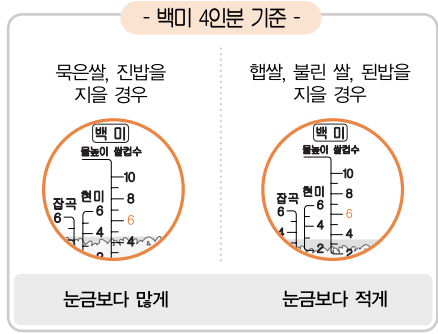 - 백미 4인분 기준 -
묵은쌀, 진밥을
지을 경우
백 미
물높이 쌀컵수
10
8
6
4
잡곡
6
현미
6
4
2
눈금보다 많게
햅쌀, 불린 쌀, 된밥을
지을 경우
백 미
물높이 쌀컵수
10
8
6
4
2
잡곡
6
4
현미
6
4
2
눈금보다 적게